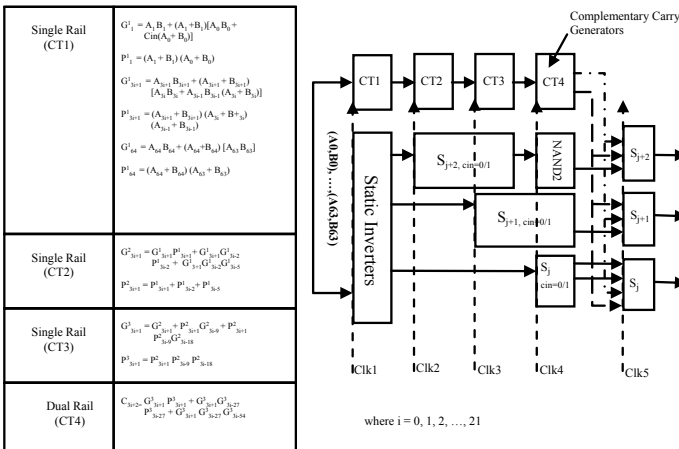 Single Rail
(CT1)
G¹₁ = A₁B₁ + (A₁+B₁)[A₀B₀ +
Cin(A₀+ B₀)]
P¹₁ = (A₁ + B₁) (A₀ + B₀)
G¹₃ᵢ₊₁ = A₃ᵢ₊₁B₃ᵢ₊₁ + (A₃ᵢ₊₁ + B₃ᵢ₊₁)
[A₃ᵢB₃ᵢ + A₃ᵢ₋₁B₃ᵢ₋₁ (A₃ᵢ + B₃ᵢ)]
P¹₃ᵢ₊₁ = (A₃ᵢ₊₁ + B₃ᵢ₊₁) (A₃ᵢ + B+₃ᵢ)
(A₃ᵢ₋₁ + B₃ᵢ₋₁)
G¹₆₄ = A₆₄B₆₄ + (A₆₄+B₆₄) [A₆₃B₆₃]
P¹₆₄ = (A₆₄ + B₆₄) (A₆₃ + B₆₃)
Single Rail
(CT2)
G²₃ᵢ₊₁ = G¹₃ᵢ₊₁P¹₃ᵢ₊₁ + G¹₃ᵢ₊₁G¹₃ᵢ₋₂
P¹₃ᵢ₋₂ + G¹₃₊₁G¹₃ᵢ₋₂G¹₃ᵢ₋₅
P²₃ᵢ₊₁ = P¹₃ᵢ₊₁ + P¹₃ᵢ₋₂ + P¹₃ᵢ₋₅
Single Rail
(CT3)
G³₃ᵢ₊₁ = G²₃ᵢ₊₁ + P²₃ᵢ₊₁G²₃ᵢ₋₉ + P²₃ᵢ₊₁
P²₃ᵢ₋₉G²₃ᵢ₋₁₈
P³₃ᵢ₊₁ = P²₃ᵢ₊₁ P²₃ᵢ₋₉ P²₃ᵢ₋₁₈
Dual Rail
(CT4)
C₃ᵢ₊₂₌ G³₃ᵢ₊₁ P³₃ᵢ₊₁ + G³₃ᵢ₊₁G³₃ᵢ₋₂₇
P³₃ᵢ₋₂₇ + G³₃ᵢ₊₁ G³₃ᵢ₋₂₇ G³₃ᵢ₋₅₄
Complementary Carry
Generators
CT1
CT2
CT3
CT4
(A0,B0), …,(A63,B63)
Static Inverters
Sⱼ₊₂, cin=0/1
NAND2
Sⱼ₊₂
Sⱼ₊₁, cin=0/1
Sⱼ₊₁
Sⱼ
cin=0/1
Sⱼ
Clk1
Clk2
Clk3
Clk4
Clk5
where i = 0, 1, 2, …, 21